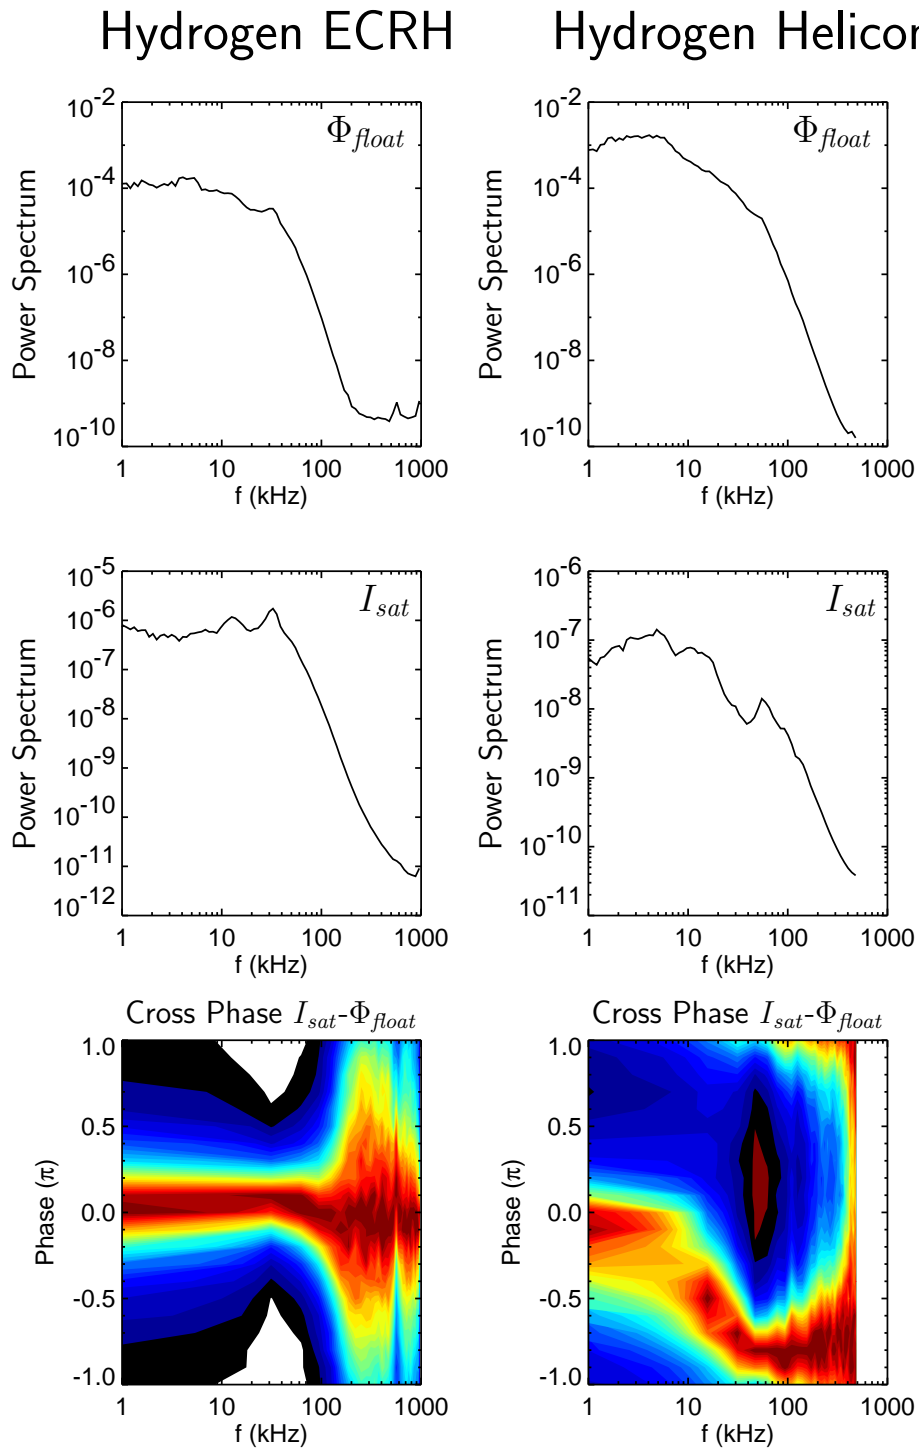 Hydrogen ECRH
Hydrogen Helicon
Φfloat
Power Spectrum
10-2
10-4
10-6
10-8
10-10
1 10 100 1000
f (kHz)
Φfloat
Power Spectrum
10-2
10-4
10-6
10-8
10-10
1 10 100 1000
f (kHz)
Isat
Power Spectrum
10-5
10-6
10-7
10-8
10-9
10-10
10-11
10-12
1 10 100 1000
f (kHz)
Isat
Power Spectrum
10-6
10-7
10-8
10-9
10-10
10-11
1 10 100 1000
f (kHz)
Cross Phase Isat-Φfloat
Phase (π)
1.0
0.5
0.0
-0.5
-1.0
1 10 100 1000
f (kHz)
Cross Phase Isat-Φfloat
Phase (π)
1.0
0.5
0.0
-0.5
-1.0
1 10 100 1000
f (kHz)